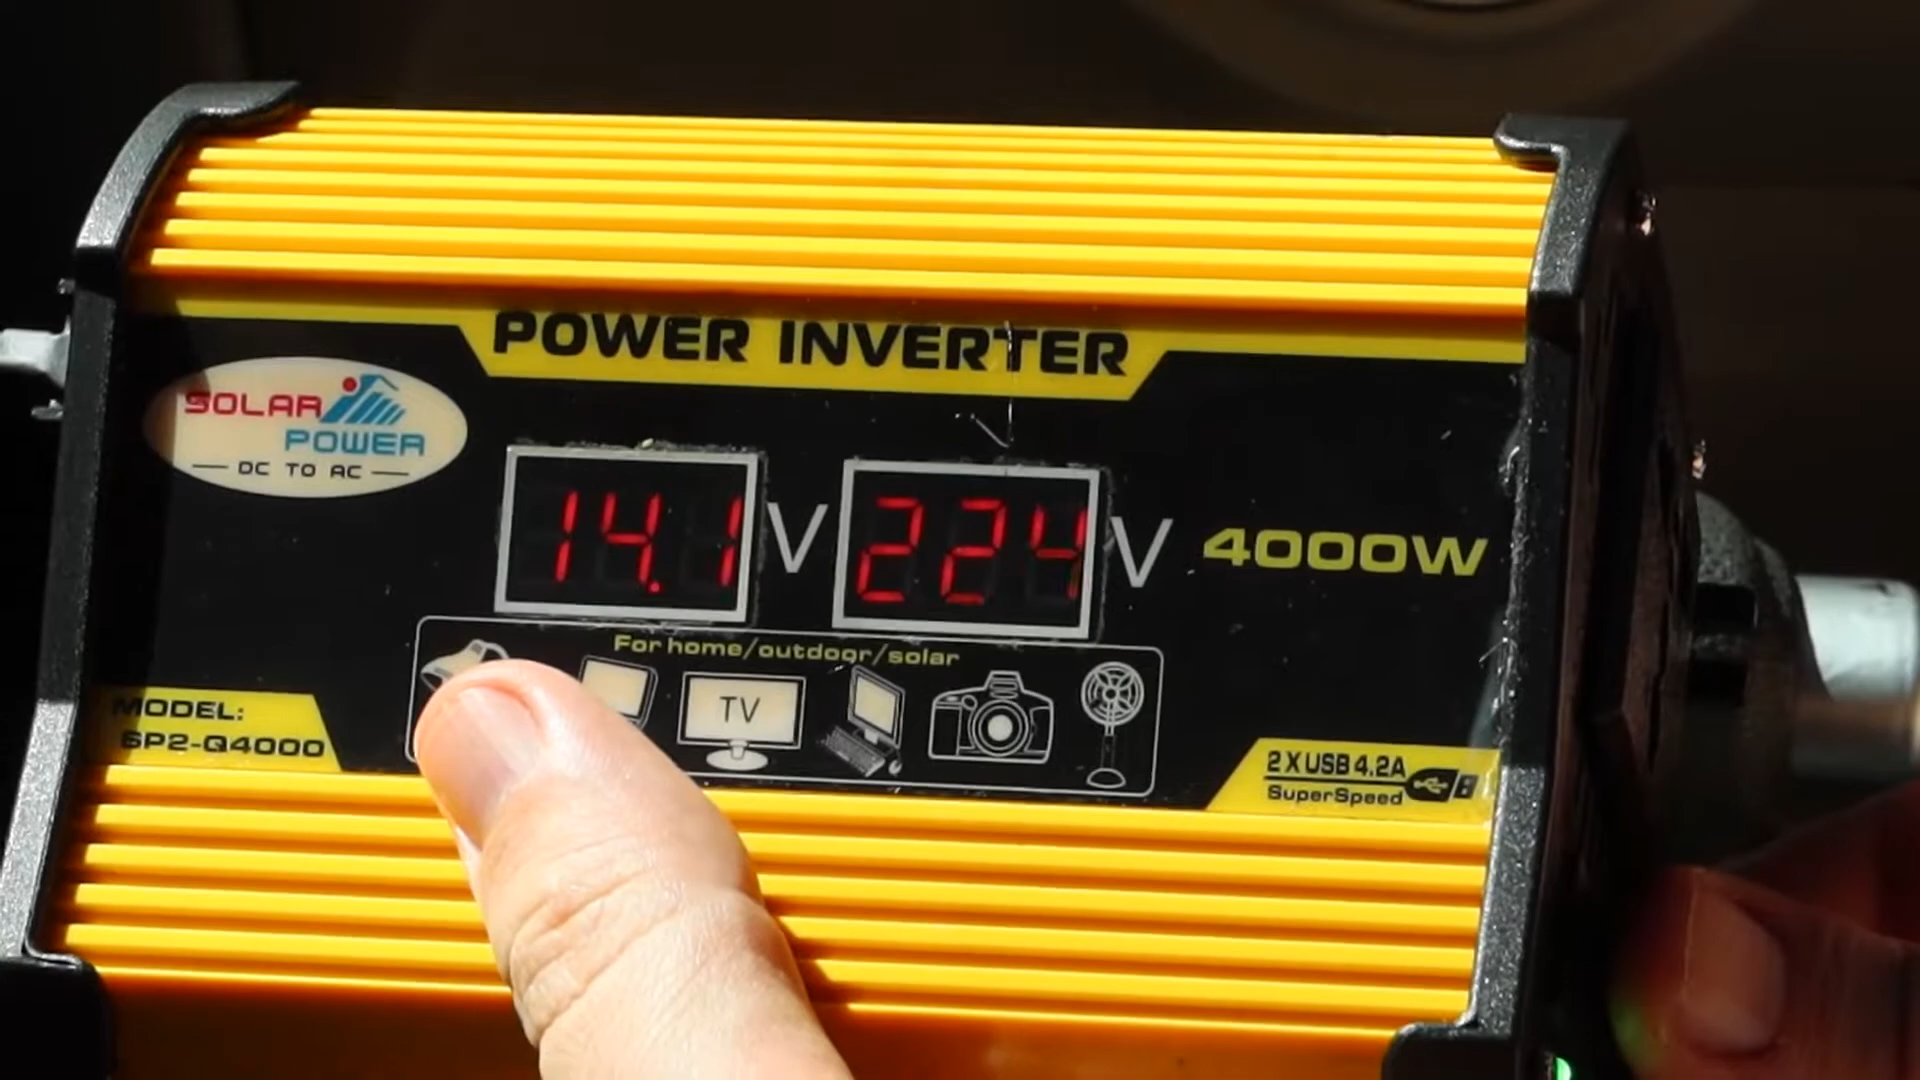 POWER INVERTER
SOLAR
POWER
DC TO AC
14.1 V 224 V 4000W
For home/outdoor/solar
TV
MODEL:
SP2-Q4000
2 X USB 4.2A
SuperSpeed